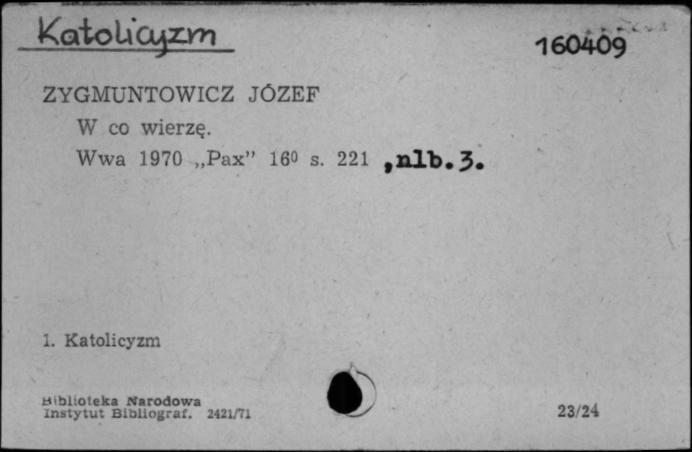 Katolicyzm
160409
ZYGMUNTOWICZ JÓZEF
W co wierzę.
Wwa 1970 „Pax” 16⁰ s. 221 ,nlb.3.
1. Katolicyzm
Biblioteka Narodowa
Instytut Bibliograf. 2421/71
23/24